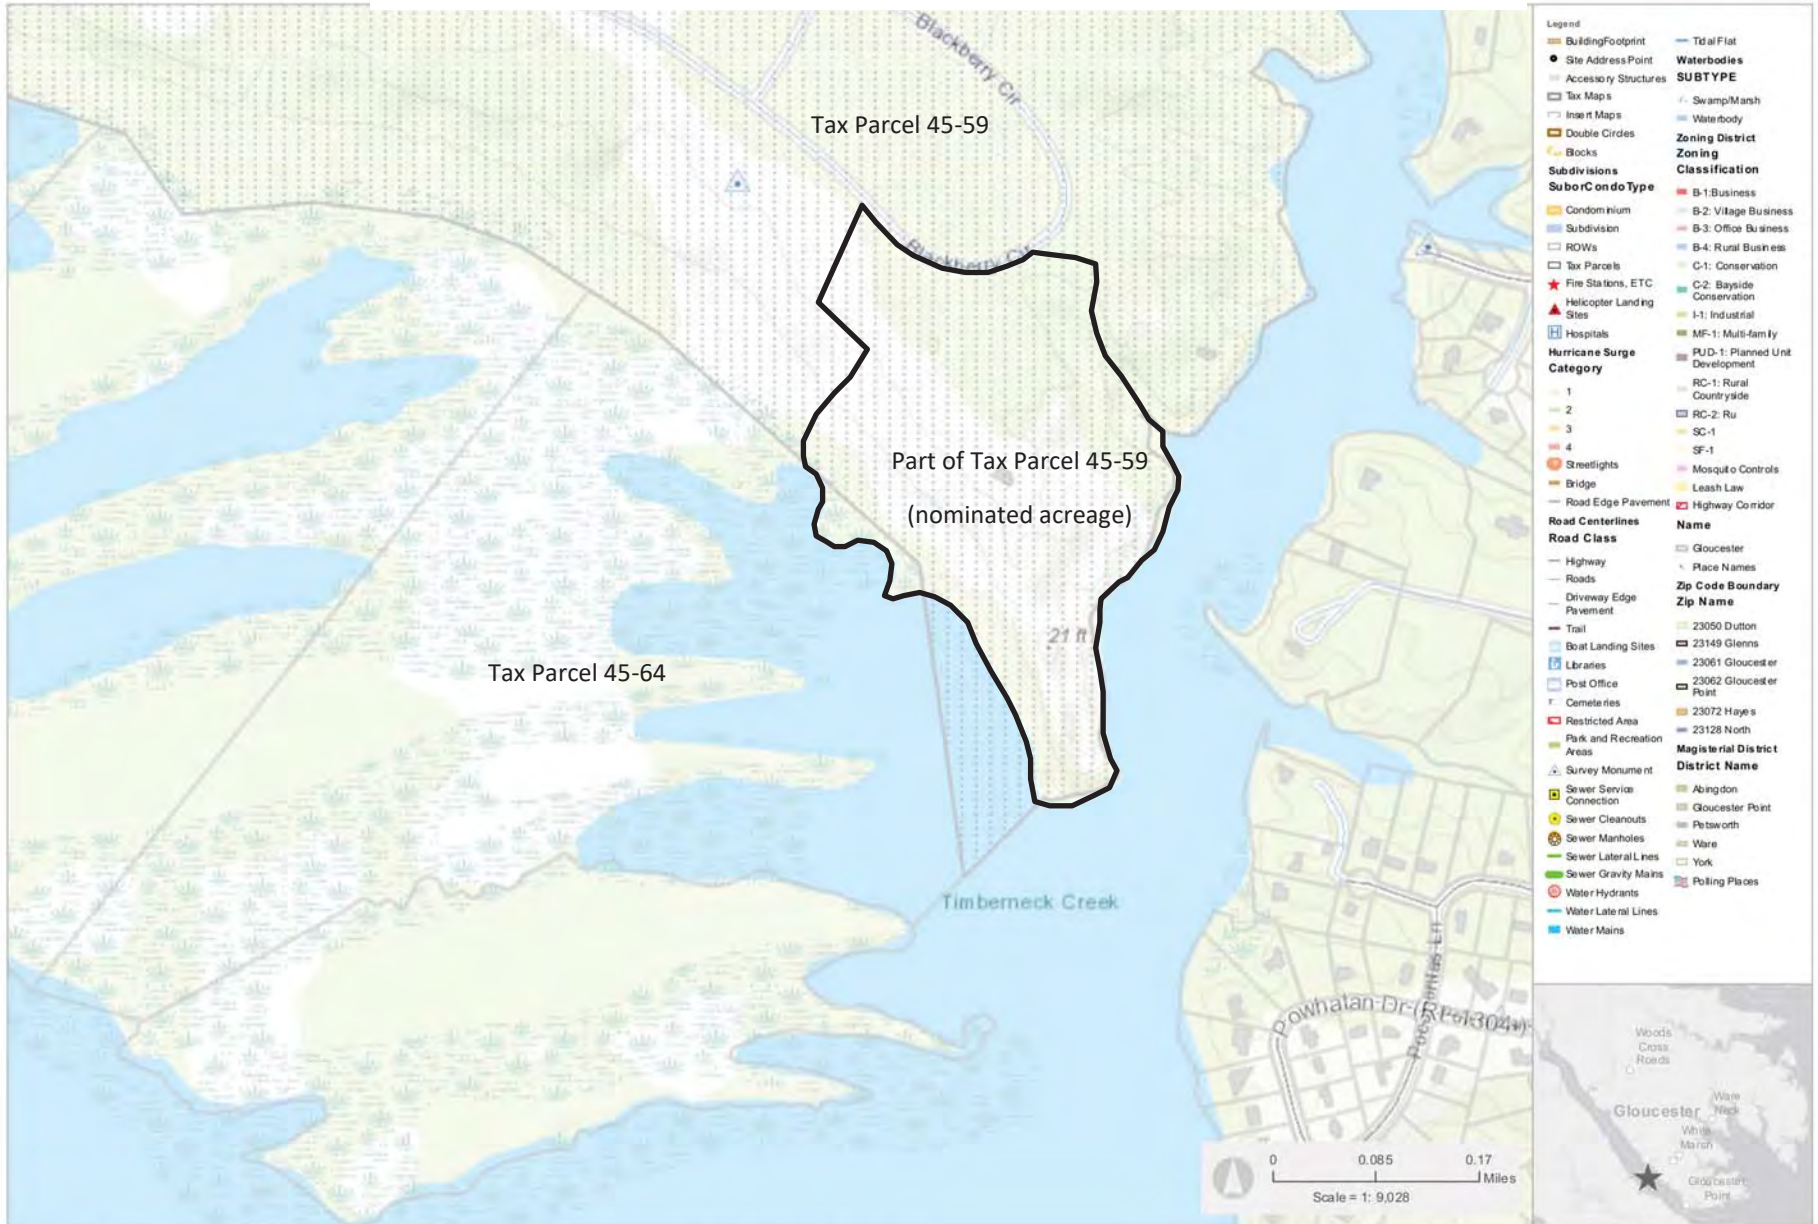 Blackberry Cir
Tax Parcel 45-59
Blackberry Cir
Part of Tax Parcel 45-59
(nominated acreage)
21 ft
Tax Parcel 45-64
Timberneck Creek
Powhatan Dr
Pocahontas Ln
0 0.085 0.17
Miles
Scale = 1: 9,028
Legend
BuildingFootprint
Site Address Point
Accessory Structures
Tax Maps
Insert Maps
Double Circles
Blocks
Subdivisions
SuborCondoType
Condominium
Subdivision
ROWs
Tax Parcels
Fire Stations, ETC
Helicopter Landing
Sites
H
Hospitals
Hurricane Surge
Category
1
2
3
4
Streetlights
Bridge
Road Edge Pavement
Road Centerlines
Road Class
Highway
Roads
Driveway Edge
Pavement
Trail
Boat Landing Sites
Libraries
Post Office
Cemeteries
Restricted Area
Park and Recreation
Areas
Survey Monument
Sewer Service
Connection
Sewer Cleanouts
Sewer Manholes
Sewer Lateral Lines
Sewer Gravity Mains
Water Hydrants
Water Lateral Lines
Water Mains
Tidal Flat
Waterbodies
SUBTYPE
Swamp/Marsh
Waterbody
Zoning District
Zoning
Classification
B-1:Business
B-2: Village Business
B-3: Office Business
B-4: Rural Business
C-1: Conservation
C-2: Bayside
Conservation
I-1: Industrial
MF-1: Multi-family
PUD-1: Planned Unit
Development
RC-1: Rural
Countryside
RC-2: Ru
SC-1
SF-1
Mosquito Controls
Leash Law
Highway Corridor
Name
Gloucester
Place Names
Zip Code Boundary
Zip Name
23050 Dutton
23149 Glenns
23061 Gloucester
23062 Gloucester
Point
23072 Hayes
23128 North
Magisterial District
District Name
Abingdon
Gloucester Point
Petsworth
Ware
York
Polling Places
Woods
Cross
Roads
Ware
Neck
Gloucester
White
Marsh
Gloucester
Point